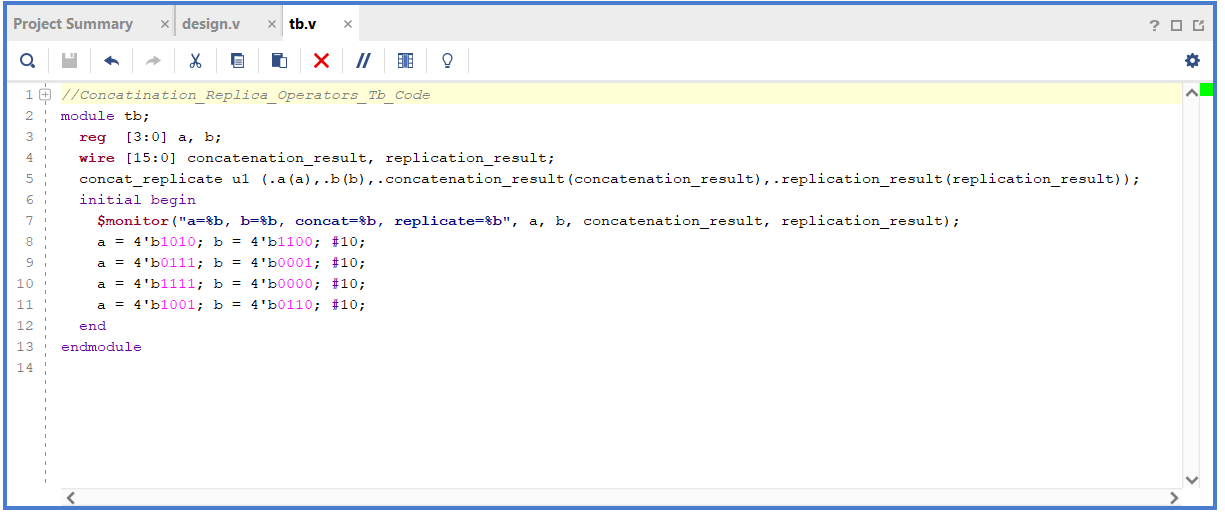 Project Summary × design.v × tb.v × ? 
1 //Concatination_Replica_Operators_Tb_Code
2 module tb;
3 reg [3:0] a, b;
4 wire [15:0] concatenation_result, replication_result;
5 concat_replicate u1 (.a(a),.b(b),.concatenation_result(concatenation_result),.replication_result(replication_result));
6 initial begin
7 $monitor("a=%b, b=%b, concat=%b, replicate=%b", a, b, concatenation_result, replication_result);
8 a = 4'b1010; b = 4'b1100; #10;
9 a = 4'b0111; b = 4'b0001; #10;
10 a = 4'b1111; b = 4'b0000; #10;
11 a = 4'b1001; b = 4'b0110; #10;
12 end
13 endmodule
14